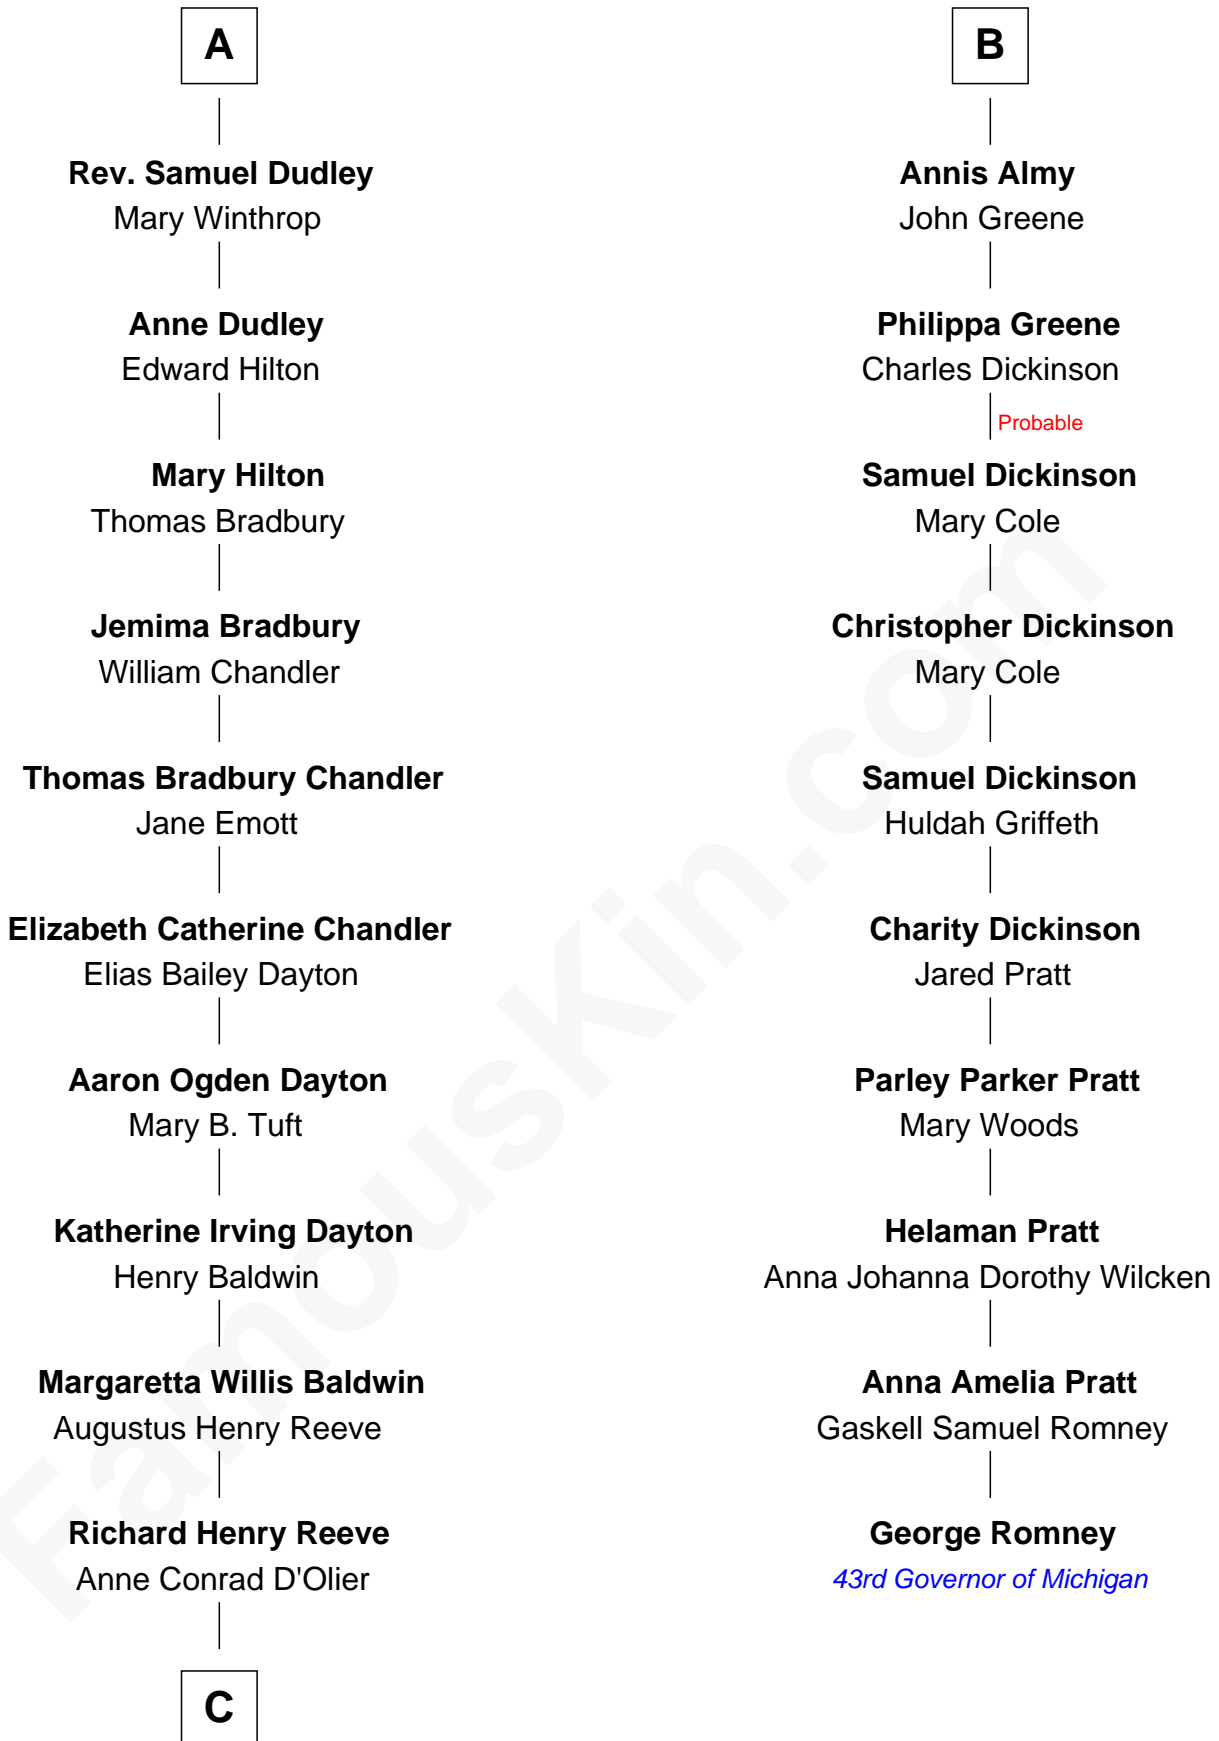 A
Rev. Samuel Dudley
Mary Winthrop
Anne Dudley
Edward Hilton
Mary Hilton
Thomas Bradbury
Jemima Bradbury
William Chandler
Thomas Bradbury Chandler
Jane Emott
Elizabeth Catherine Chandler
Elias Bailey Dayton
Aaron Ogden Dayton
Mary B. Tuft
Katherine Irving Dayton
Henry Baldwin
Margaretta Willis Baldwin
Augustus Henry Reeve
Richard Henry Reeve
Anne Conrad D'Olier
C
B
Annis Almy
John Greene
Philippa Greene
Charles Dickinson
Probable
Samuel Dickinson
Mary Cole
Christopher Dickinson
Mary Cole
Samuel Dickinson
Huldah Griffeth
Charity Dickinson
Jared Pratt
Parley Parker Pratt
Mary Woods
Helaman Pratt
Anna Johanna Dorothy Wilcken
Anna Amelia Pratt
Gaskell Samuel Romney
George Romney
43rd Governor of Michigan
FamousKin.com